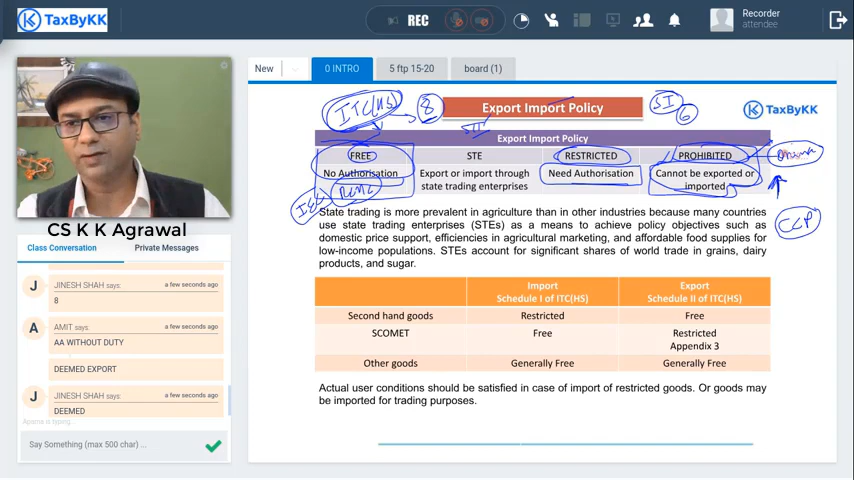 TaxByKK
REC
Recorder
attendee
New
0 INTRO
5 ftp 15-20
board (1)
CS K K Agrawal
Class Conversation
Private Messages
JINESH SHAH says:
a few seconds ago
J
8
AMIT says:
a few seconds ago
A
AA WITHOUT DUTY
DEEMED EXPORT
JINESH SHAH says:
a few seconds ago
J
DEEMED
Aparna is typing...
Say Something (max 500 char) ...
ITC(HS)
8
Export Import Policy
SI
6
TaxByKK
Export Import Policy
FREE
STE
RESTRICTED
PROHIBITED
No Authorisation
Export or import through
state trading enterprises
Need Authorisation
Cannot be exported or
imported
RCMC
IEC
CCP
State trading is more prevalent in agriculture than in other industries because many countries
use state trading enterprises (STEs) as a means to achieve policy objectives such as
domestic price support, efficiencies in agricultural marketing, and affordable food supplies for
low-income populations. STEs account for significant shares of world trade in grains, dairy
products, and sugar.
Import
Schedule I of ITC(HS)
Export
Schedule II of ITC(HS)
Second hand goods
Restricted
Free
SCOMET
Free
Restricted
Appendix 3
Other goods
Generally Free
Generally Free
Actual user conditions should be satisfied in case of import of restricted goods. Or goods may
be imported for trading purposes.